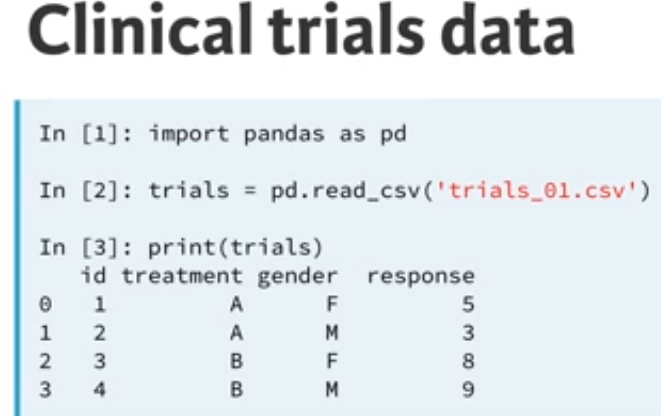 Clinical trials data
In [1]: import pandas as pd
In [2]: trials = pd.read_csv('trials_01.csv')
In [3]: print(trials)
id treatment gender response
0 1 A F 5
1 2 A M 3
2 3 B F 8
3 4 B M 9